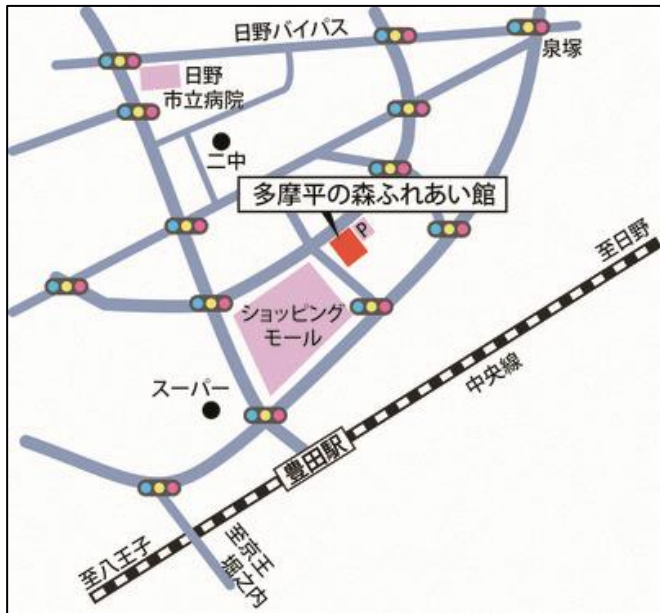 日野バイパス
泉塚
日野
市立病院
二中
多摩平の森ふれあい館
P
至日野
ショッピング
モール
中央線
スーパー
豊田駅
至八王子
至京王
堀之内